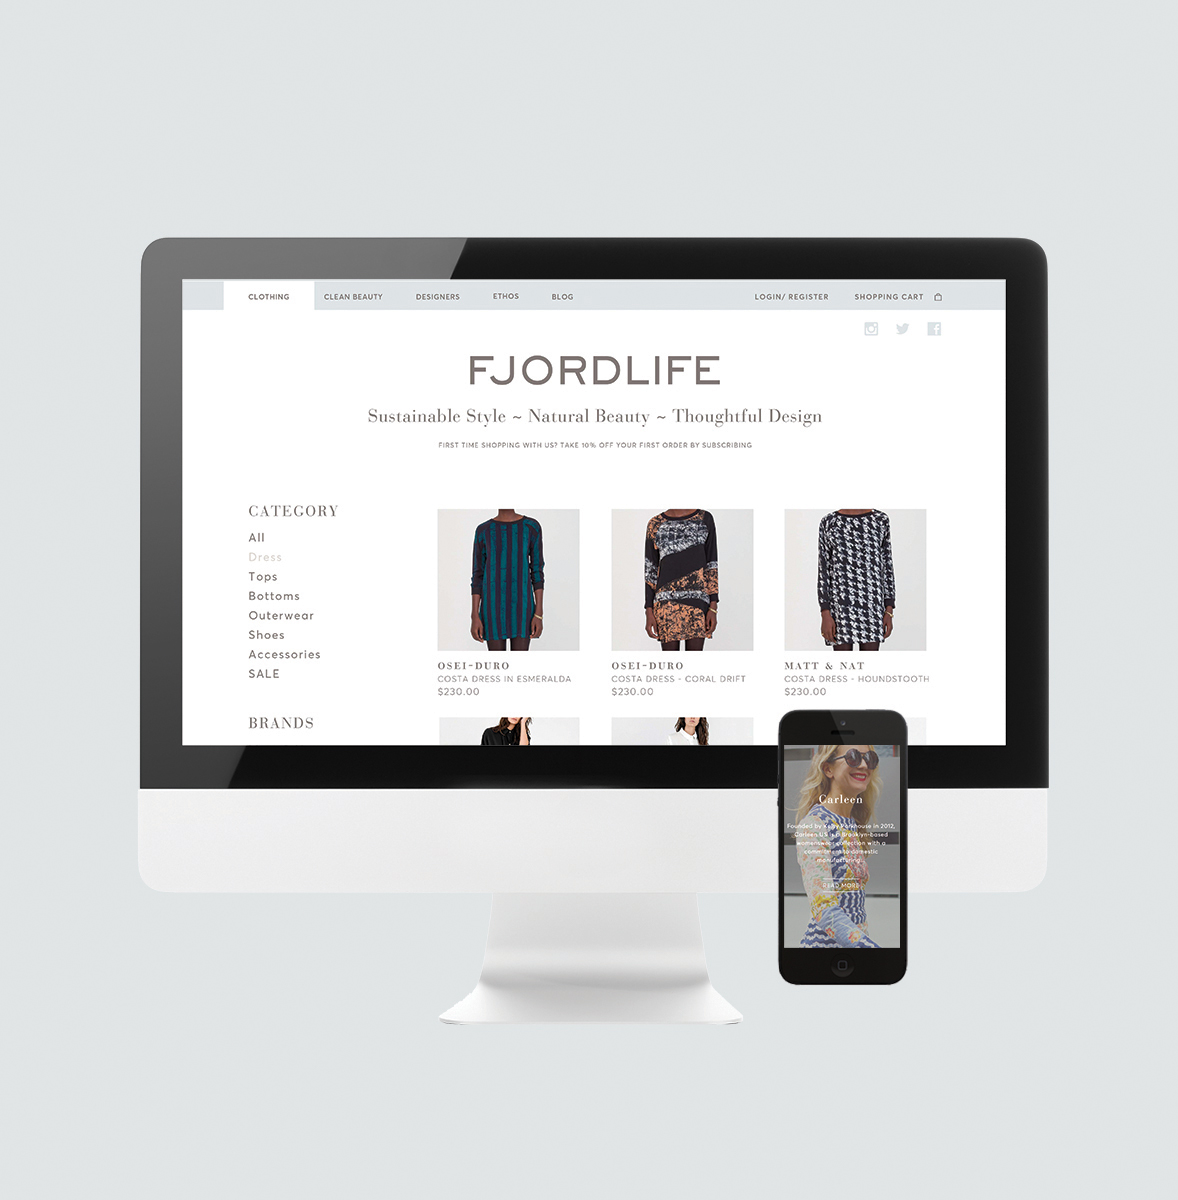 CLOTHING
CLEAN BEAUTY
DESIGNERS
ETHOS
BLOG
LOGIN/ REGISTER
SHOPPING CART
FJORDLIFE
Sustainable Style ~ Natural Beauty ~ Thoughtful Design
FIRST TIME SHOPPING WITH US? TAKE 10% OFF YOUR FIRST ORDER BY SUBSCRIBING
CATEGORY
All
Dress
Tops
Bottoms
Outerwear
Shoes
Accessories
SALE
BRANDS
OSEI-DURO
COSTA DRESS IN ESMERALDA
$230.00
OSEI-DURO
COSTA DRESS - CORAL DRIFT
$230.00
MATT & NAT
COSTA DRESS - HOUNDSTOOTH
$230.00
Carleen
Founded by Kelsy Parkhouse in 2012,
Carleen US is a Brooklyn-based
womenswear collection with a
commitment to domestic
manufacturing.
READ MORE